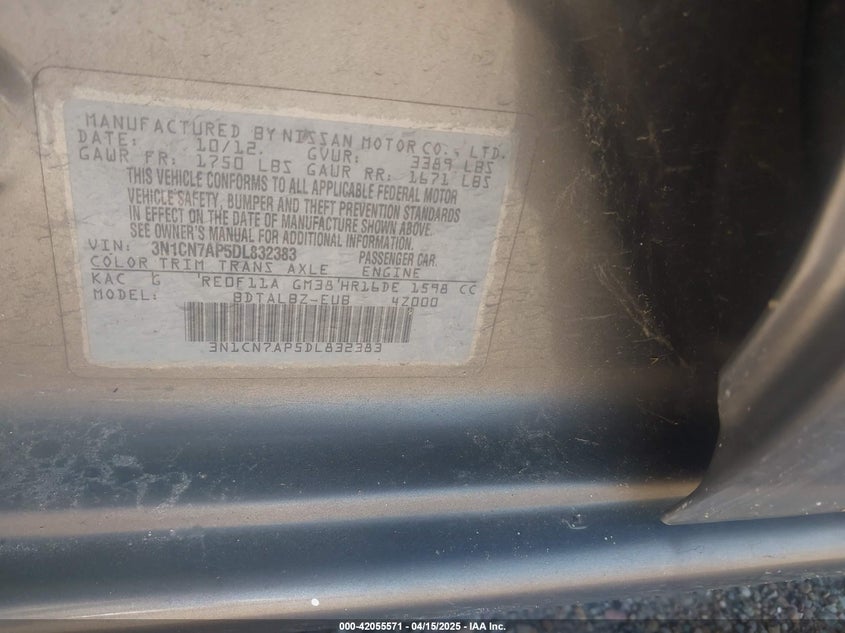 MANUFACTURED BY NISSAN MOTOR CO., LTD.
DATE: 10/12. GVWR: 3389 LBS
GAWR FR: 1750 LBS GAWR RR: 1671 LBS
THIS VEHICLE CONFORMS TO ALL APPLICABLE FEDERAL MOTOR
VEHICLE SAFETY, BUMPER AND THEFT PREVENTION STANDARDS
IN EFFECT ON THE DATE OF MANUFACTURE SHOWN ABOVE.
SEE OWNER'S MANUAL FOR ADDITIONAL INFORMATION.
VIN: 3N1CN7AP5DL832383 PASSENGER CAR.
COLOR TRIM TRANS AXLE ENGINE
KAC G RE0F11A GM38 HR16DE 1598 CC
MODEL: BDTALBZ-EUB 4Z000
3N1CN7AP5DL832383
000-42055571 - 04/15/2025 - IAA Inc.